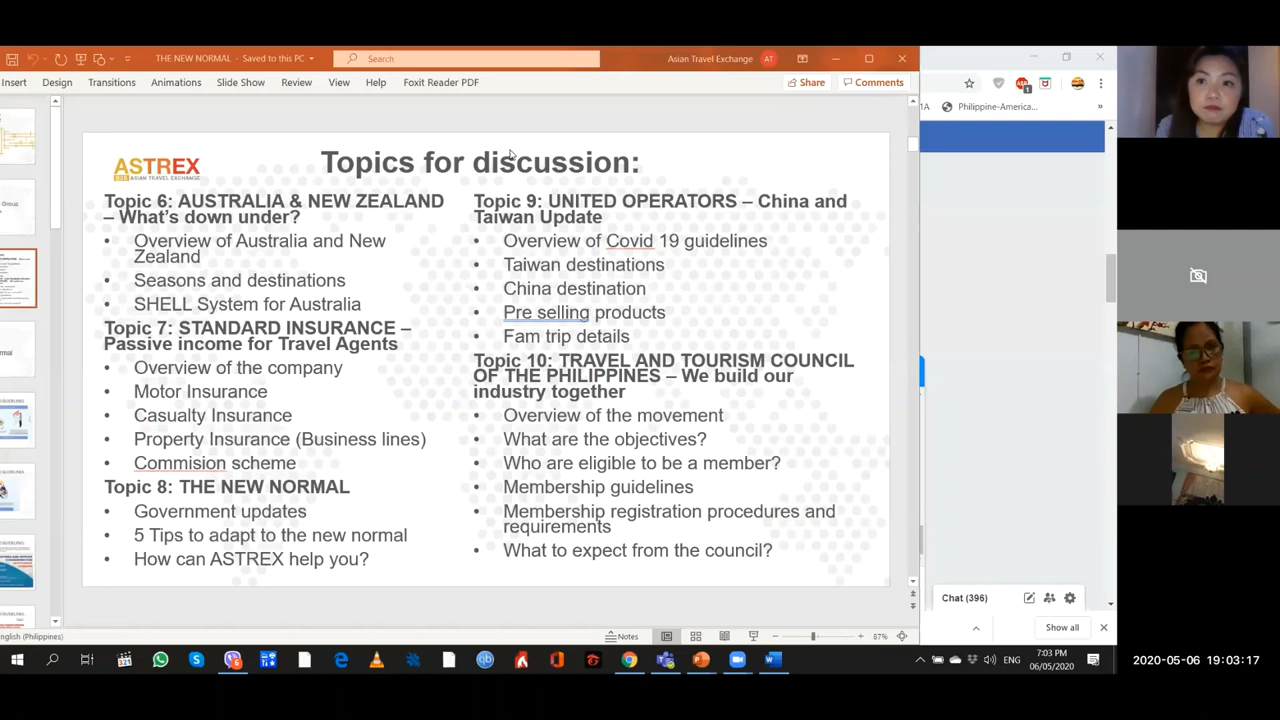 THE NEW NORMAL - Saved to this PC
Search
Asian Travel Exchange
AT
Insert
Design
Transitions
Animations
Slide Show
Review
View
Help
Foxit Reader PDF
Share
Comments
1A
Philippine-America...
»
ASTREX
B2B ASIAN TRAVEL EXCHANGE
Topics for discussion:
Topic 6: AUSTRALIA & NEW ZEALAND
– What's down under?
• Overview of Australia and New
Zealand
• Seasons and destinations
• SHELL System for Australia
Topic 7: STANDARD INSURANCE –
Passive income for Travel Agents
• Overview of the company
• Motor Insurance
• Casualty Insurance
• Property Insurance (Business lines)
• Commision scheme
Topic 8: THE NEW NORMAL
• Government updates
• 5 Tips to adapt to the new normal
• How can ASTREX help you?
Topic 9: UNITED OPERATORS – China and
Taiwan Update
• Overview of Covid 19 guidelines
• Taiwan destinations
• China destination
• Pre selling products
• Fam trip details
Topic 10: TRAVEL AND TOURISM COUNCIL
OF THE PHILIPPINES – We build our
industry together
• Overview of the movement
• What are the objectives?
• Who are eligible to be a member?
• Membership guidelines
• Membership registration procedures and
requirements
• What to expect from the council?
Group
rmal
Chat (396)
Show all
nglish (Philippines)
Notes
87%
ENG
7:03 PM
06/05/2020
2020-05-06 19:03:17